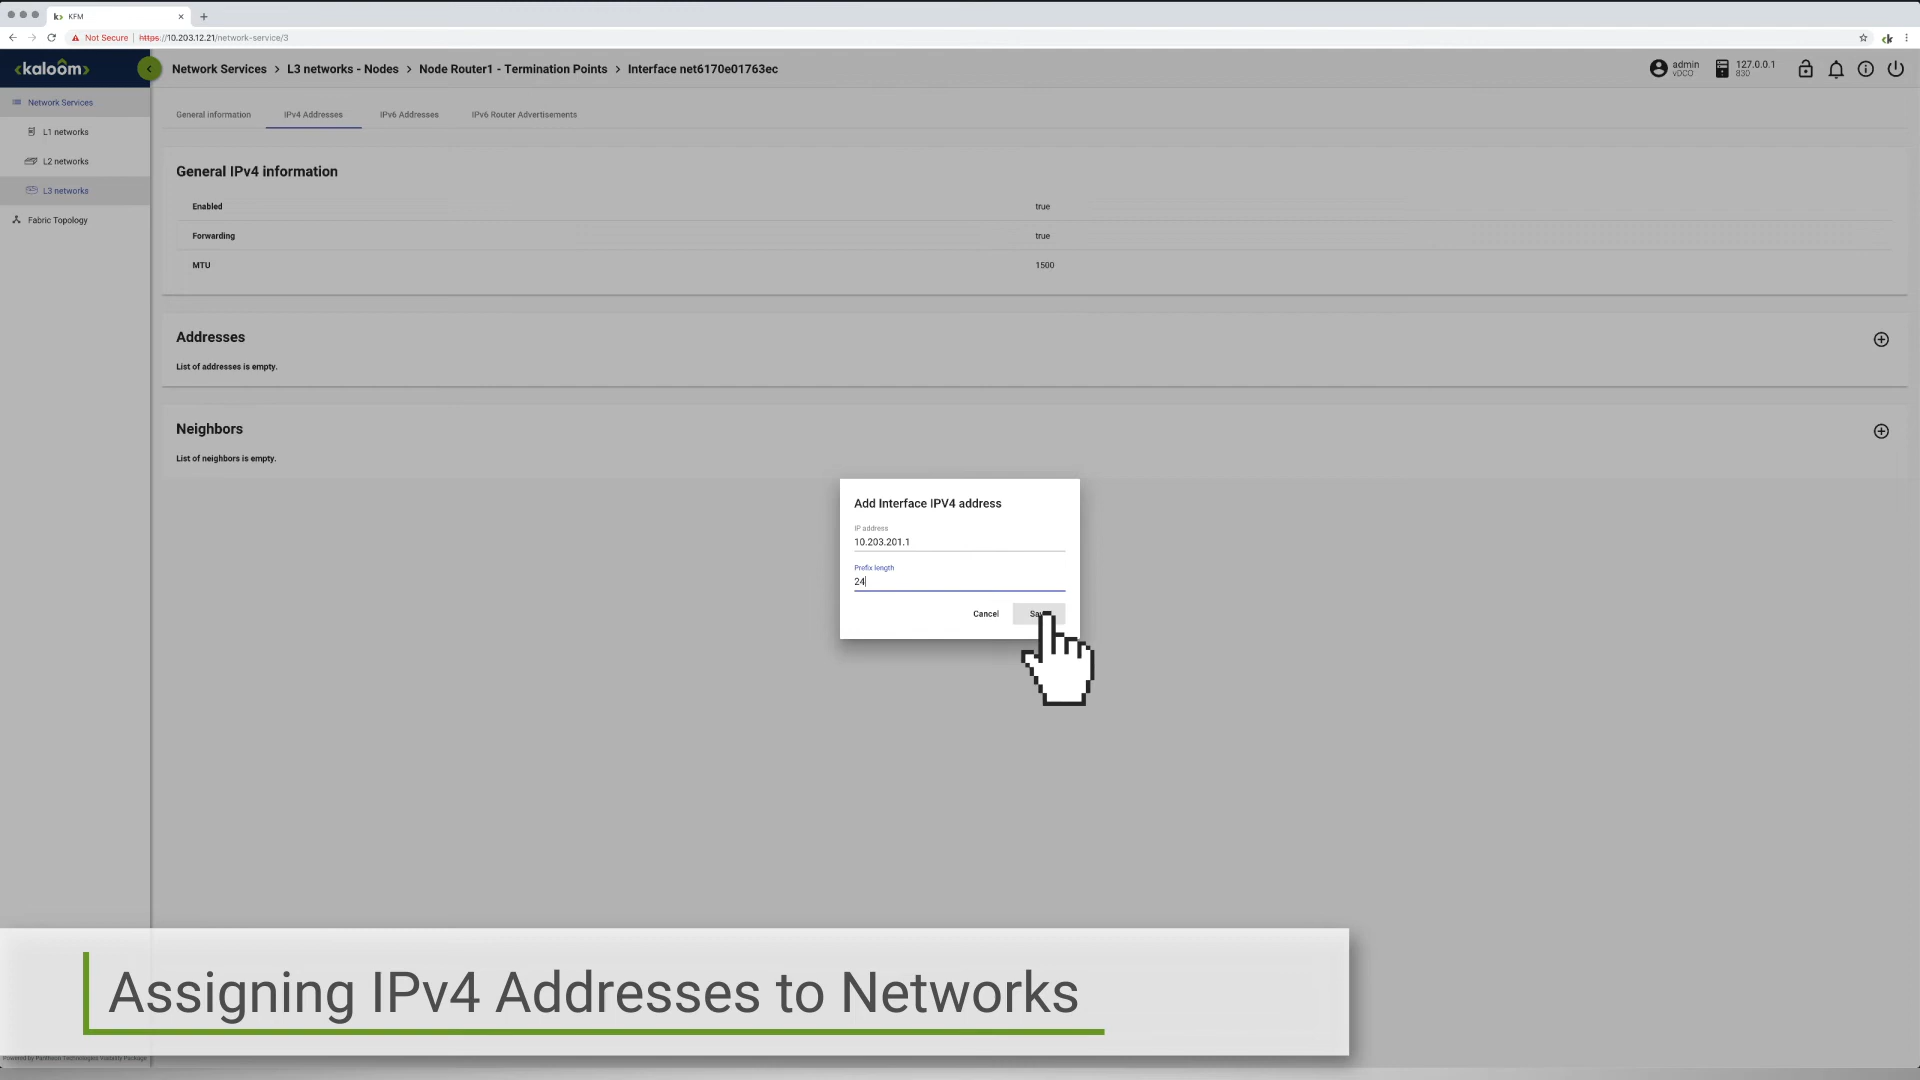 KFM
Not Secure https://10.203.12.21/network-service/3
kaloom
Network Services > L3 networks - Nodes > Node Router1 - Termination Points > Interface net6170e01763ec
admin
vDCO
127.0.0.1
830
Network Services
L1 networks
L2 networks
L3 networks
Fabric Topology
General information IPv4 Addresses IPv6 Addresses IPv6 Router Advertisements
General IPv4 information
Enabled true
Forwarding true
MTU 1500
Addresses
List of addresses is empty.
Neighbors
List of neighbors is empty.
Add Interface IPV4 address
IP address
10.203.201.1
Prefix length
24
Cancel
Assigning IPv4 Addresses to Networks
Powered by Pantheon Technologies Visibility Package